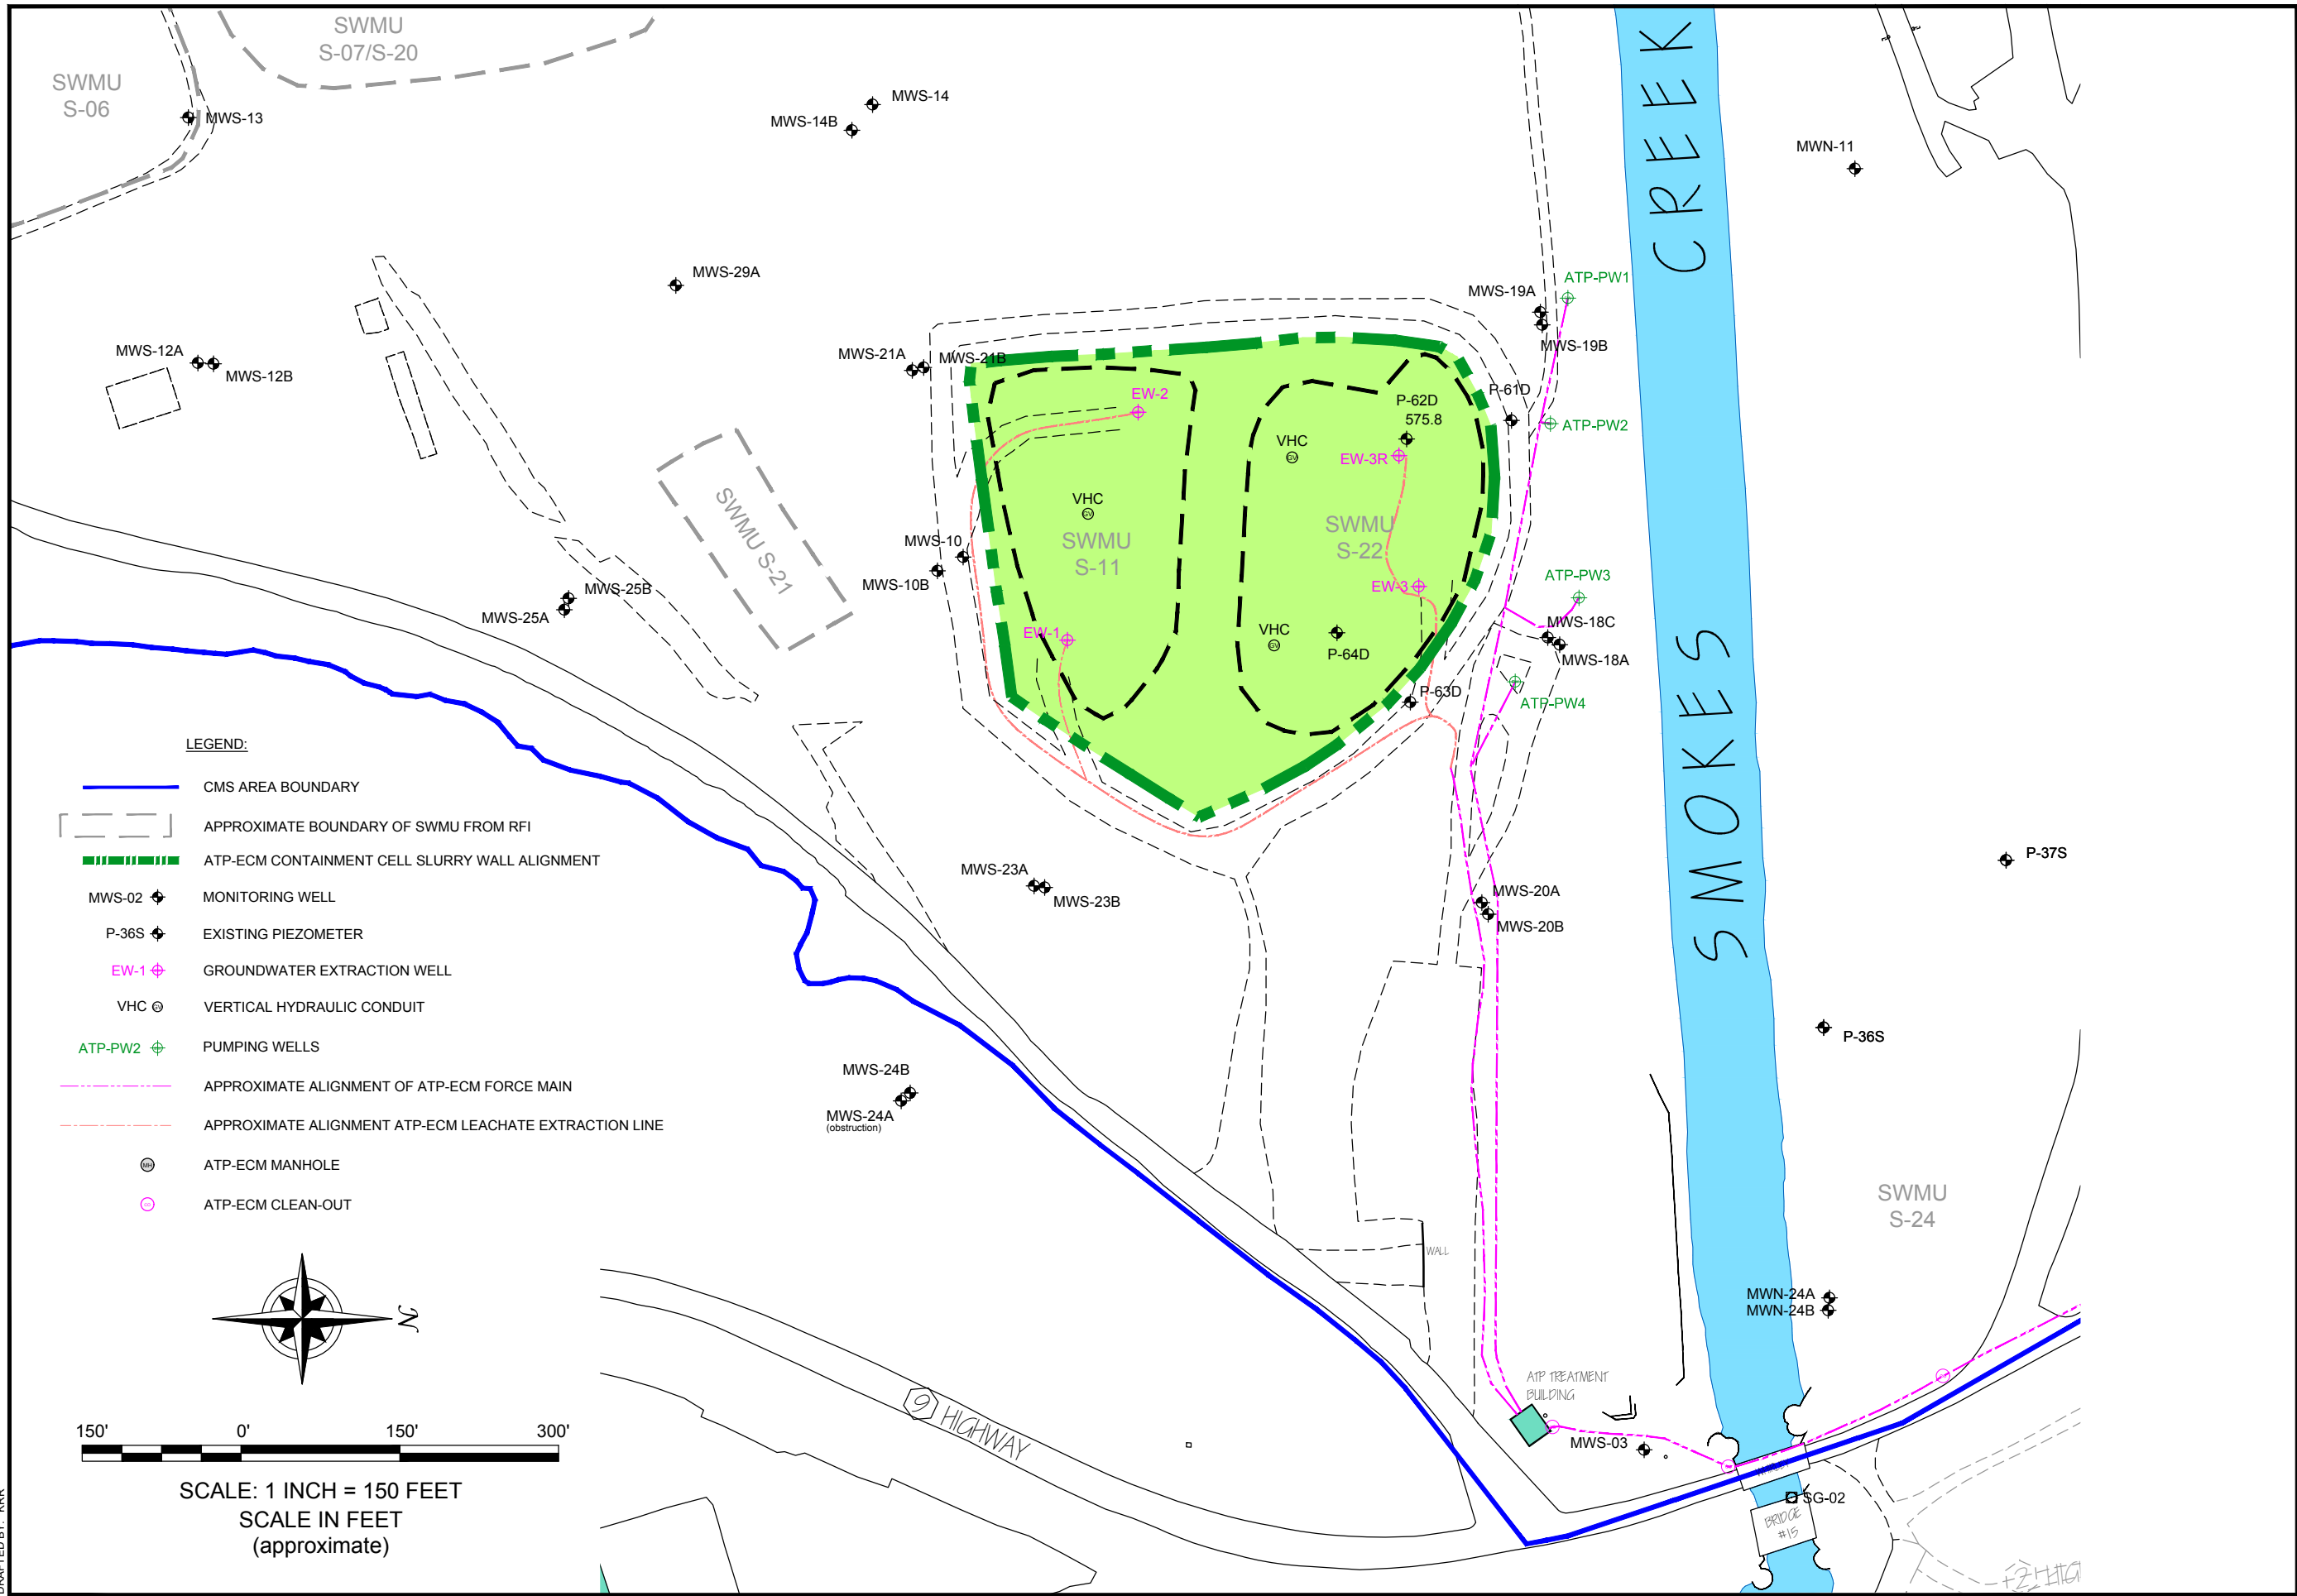 SWMU
S-07/S-20
SWMU
S-06
MWS-13
MWS-14
MWS-14B
MWN-11
CREEK
SMOKES
MWS-29A
ATP-PW1
MWS-19A
MWS-19B
MWS-12A
MWS-12B
MWS-21A
MWS-21B
EW-2
P-62D
575.8
P-61D
ATP-PW2
VHC
GV
EW-3R
VHC
GV
SWMU S-21
SWMU
S-11
SWMU
S-22
MWS-10
MWS-10B
MWS-25B
MWS-25A
EW-3
ATP-PW3
EW-1
VHC
GV
P-64D
MWS-18C
MWS-18A
P-63D
ATP-PW4
LEGEND:
CMS AREA BOUNDARY
APPROXIMATE BOUNDARY OF SWMU FROM RFI
ATP-ECM CONTAINMENT CELL SLURRY WALL ALIGNMENT
MWS-02
MONITORING WELL
P-36S
EXISTING PIEZOMETER
EW-1
GROUNDWATER EXTRACTION WELL
VHC
GV
VERTICAL HYDRAULIC CONDUIT
ATP-PW2
PUMPING WELLS
APPROXIMATE ALIGNMENT OF ATP-ECM FORCE MAIN
APPROXIMATE ALIGNMENT ATP-ECM LEACHATE EXTRACTION LINE
MH
ATP-ECM MANHOLE
ATP-ECM CLEAN-OUT
MWS-23A
MWS-23B
MWS-20A
MWS-20B
P-37S
P-36S
MWS-24B
MWS-24A
(obstruction)
SWMU
S-24
WALL
MWN-24A
MWN-24B
N
ATP TREATMENT
BUILDING
9 HIGHWAY
MWS-03
SG-02
BRIDGE
#15
150'
0'
150'
300'
SCALE: 1 INCH = 150 FEET
SCALE IN FEET
(approximate)